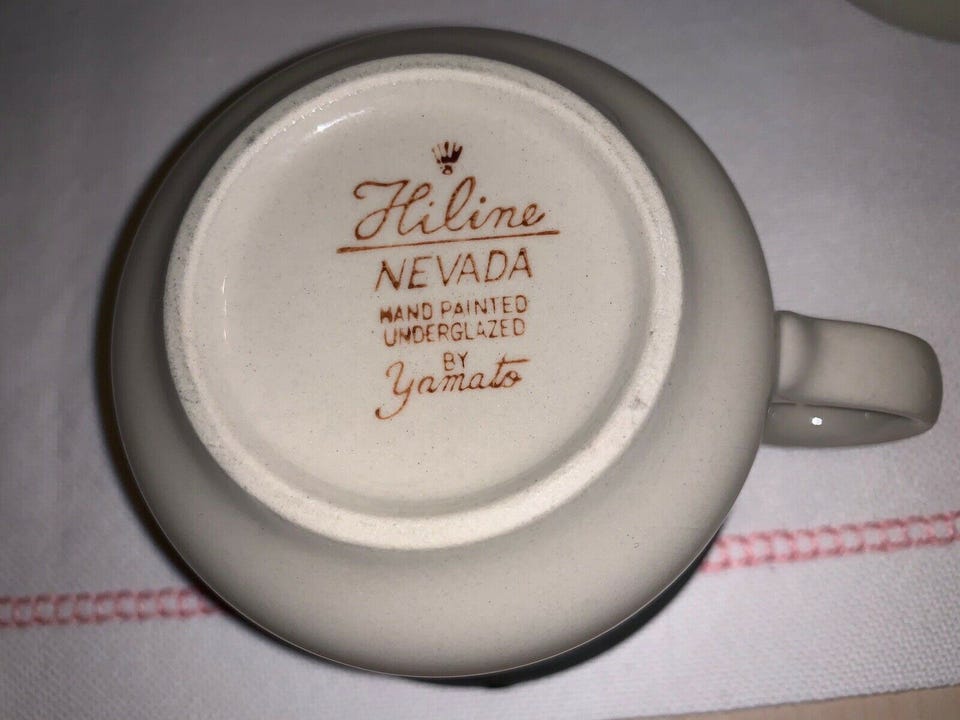 Hiline
NEVADA
HAND PAINTED
UNDERGLAZED
BY
Yamato